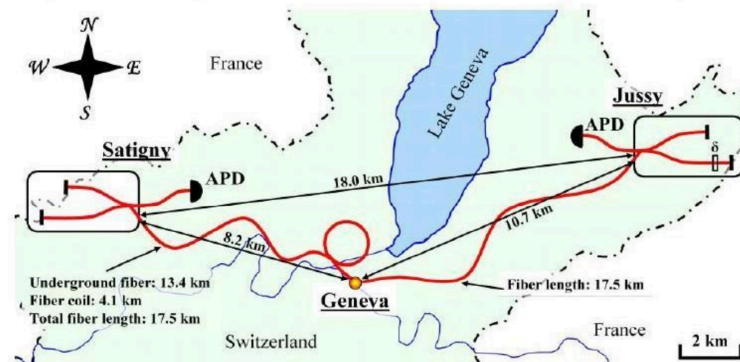 N
W E
S
France
Lake Geneva
Jussy
APD
δ
Satigny
APD
18.0 km
10.7 km
8.2 km
Underground fiber: 13.4 km
Fiber coil: 4.1 km
Total fiber length: 17.5 km
Geneva
Fiber length: 17.5 km
Switzerland
France
2 km